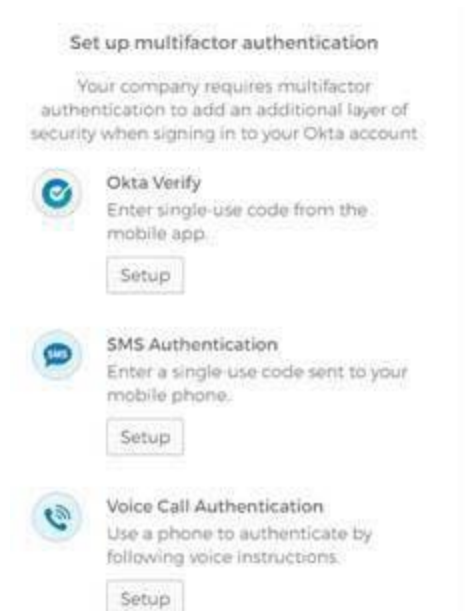 Set up multifactor authentication
Your company requires multifactor
authentication to add an additional layer of
security when signing in to your Okta account
Okta Verify
Enter single-use code from the
mobile app.
Setup
SMS
SMS Authentication
Enter a single-use code sent to your
mobile phone.
Setup
Voice Call Authentication
Use a phone to authenticate by
following voice instructions.
Setup